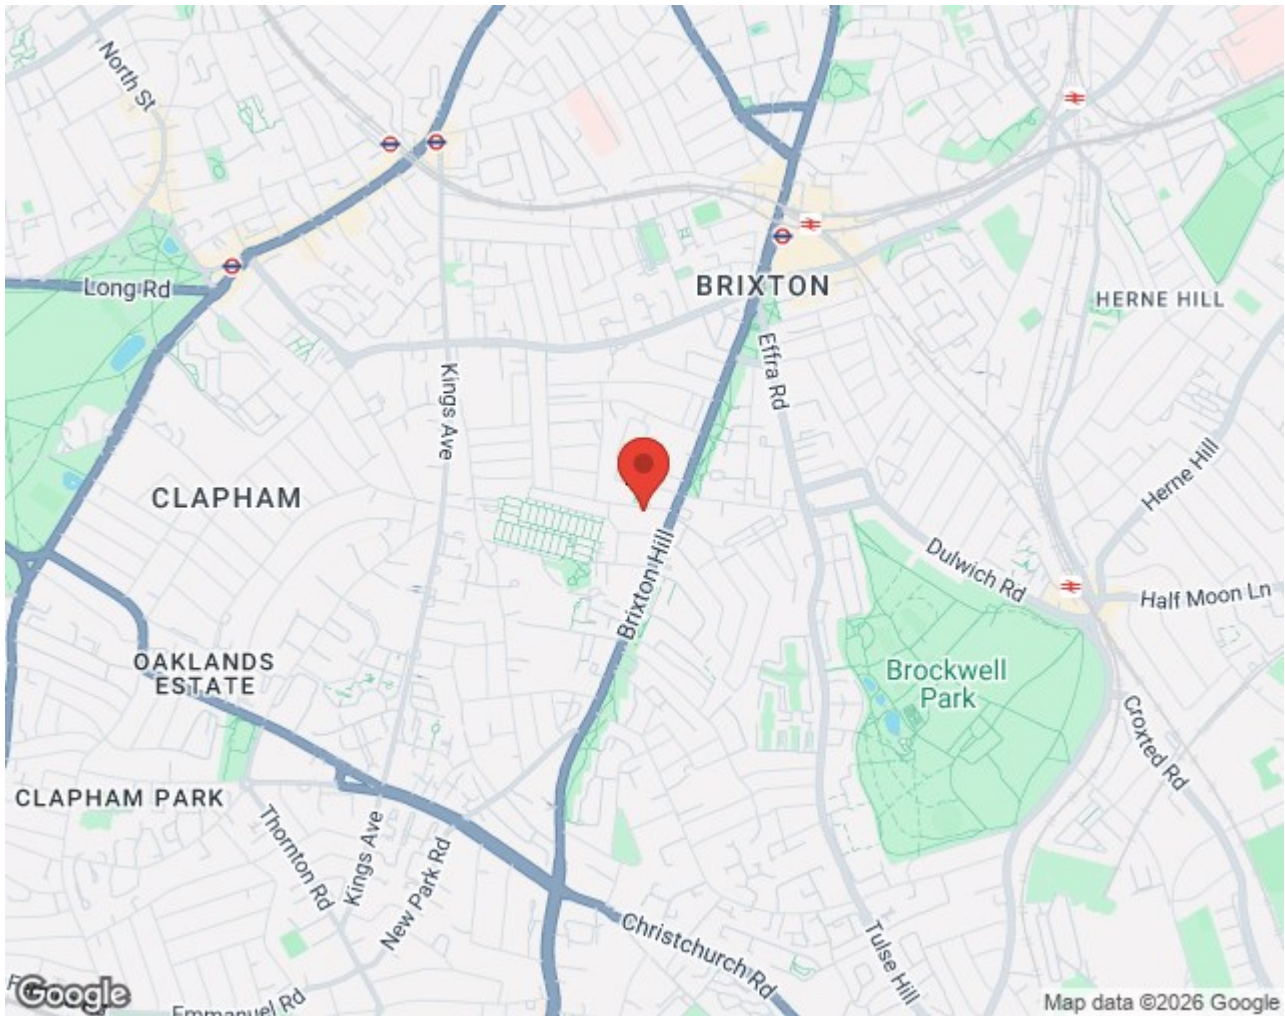 North St
Long Rd
BRIXTON
HERNE HILL
Effra Rd
Kings Ave
Herne Hill
CLAPHAM
Dulwich Rd
Brixton Hill
Half Moon Ln
OAKLANDS
ESTATE
Brockwell
Park
Croxted Rd
CLAPHAM PARK
Thornton Rd
Kings Ave
New Park Rd
Christchurch Rd
Tulse Hill
Emmanuel Rd
Google
Map data ©2026 Google